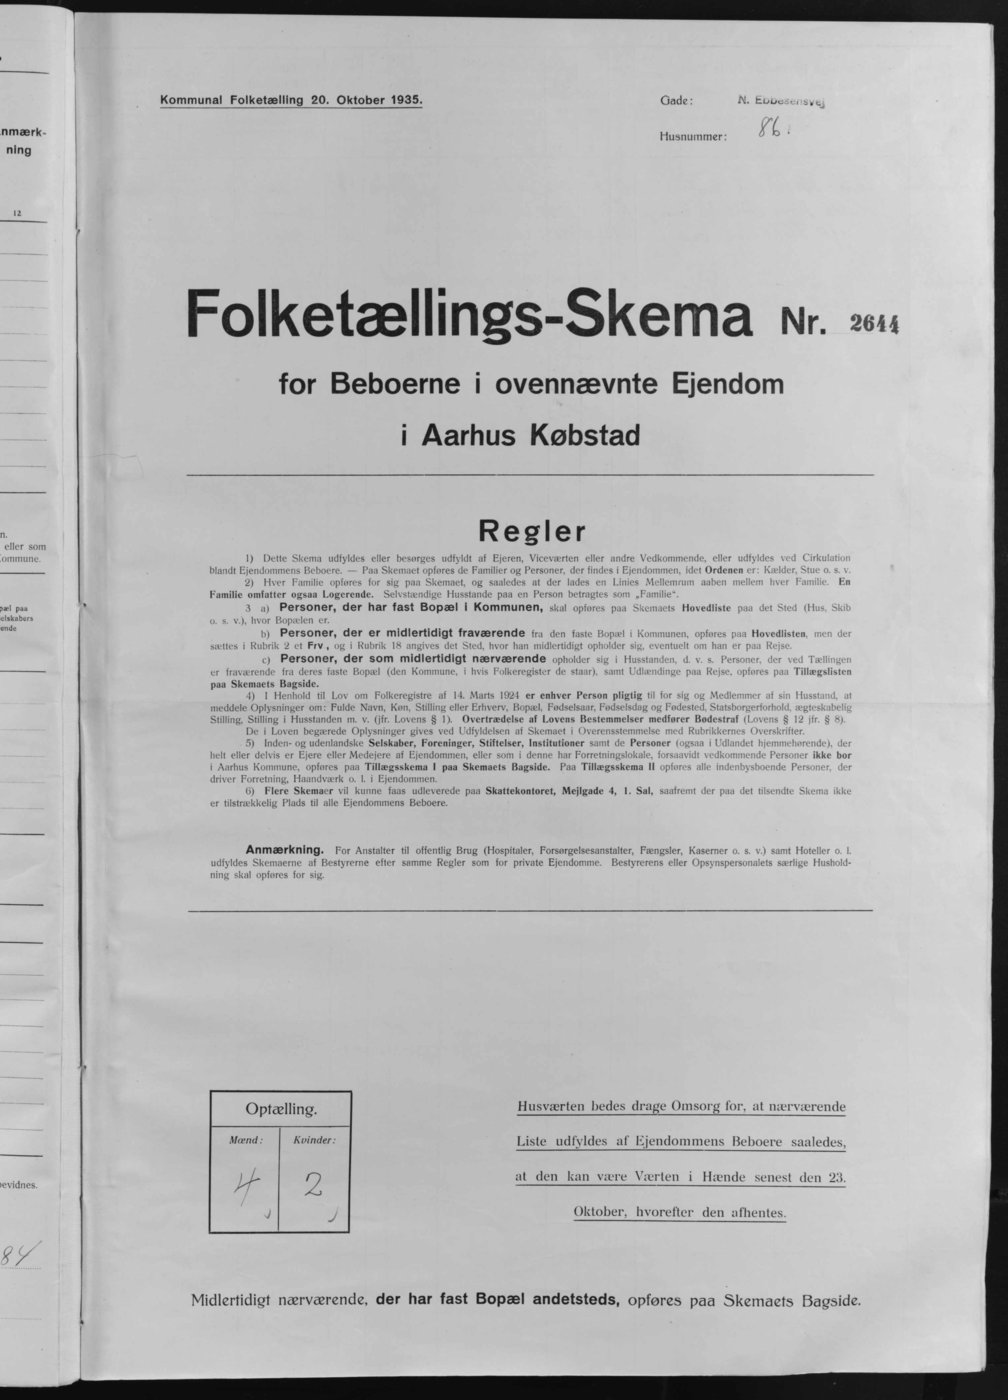 nmærk-
ning
12
n.
eller som
Kommune.
pæl paa
elskabers
ende
evidnes.
84
Kommunal Folketælling 20. Oktober 1935.
Gade: N. Ebbesensvej
Husnummer: 86.
Folketællings-Skema Nr. 2644
for Beboerne i ovennævnte Ejendom
i Aarhus Købstad
Regler
1) Dette Skema udfyldes eller besørges udfyldt af Ejeren, Viceværten eller andre Vedkommende, eller udfyldes ved Cirkulation
blandt Ejendommens Beboere. — Paa Skemaet opføres de Familier og Personer, der findes i Ejendommen, idet Ordenen er: Kælder, Stue o. s. v.
2) Hver Familie opføres for sig paa Skemaet, og saaledes at der lades en Linies Mellemrum aaben mellem hver Familie. En
Familie omfatter ogsaa Logerende. Selvstændige Husstande paa en Person betragtes som „Familie“.
3 a) Personer, der har fast Bopæl i Kommunen, skal opføres paa Skemaets Hovedliste paa det Sted (Hus, Skib
o. s. v.), hvor Bopælen er.
b) Personer, der er midlertidigt fraværende fra den faste Bopæl i Kommunen, opføres paa Hovedlisten, men der
sættes i Rubrik 2 et Frv., og i Rubrik 18 angives det Sted, hvor han midlertidigt opholder sig, eventuelt om han er paa Rejse.
c) Personer, der som midlertidigt nærværende opholder sig i Husstanden, d. v. s. Personer, der ved Tællingen
er fraværende fra deres faste Bopæl (den Kommune, i hvis Folkeregister de staar), samt Udlændinge paa Rejse, opføres paa Tillægslisten
paa Skemaets Bagside.
4) I Henhold til Lov om Folkeregistre af 14. Marts 1924 er enhver Person pligtig til for sig og Medlemmer af sin Husstand, at
meddele Oplysninger om: Fulde Navn, Køn, Stilling eller Erhverv, Bopæl, Fødselsaar, Fødselsdag og Fødested, Statsborgerforhold, ægteskabelig
Stilling, Stilling i Husstanden m. v. (jfr. Lovens § 1). Overtrædelse af Lovens Bestemmelser medfører Bødestraf (Lovens § 12 jfr. § 8).
De i Loven begærede Oplysninger gives ved Udfyldelsen af Skemaet i Overensstemmelse med Rubrikkernes Overskrifter.
5) Inden- og udenlandske Selskaber, Foreninger, Stiftelser, Institutioner samt de Personer (ogsaa i Udlandet hjemmehørende), der
helt eller delvis er Ejere eller Medejere af Ejendommen, eller som i denne har Forretningslokale, forsaavidt vedkommende Personer ikke bor
i Aarhus Kommune, opføres paa Tillægsskema I paa Skemaets Bagside. Paa Tillægsskema II opføres alle indenbysboende Personer, der
driver Forretning, Haandværk o. l. i Ejendommen.
6) Flere Skemaer vil kunne faas udleverede paa Skattekontoret, Mejlgade 4, 1. Sal, saafremt der paa det tilsendte Skema ikke
er tilstrækkelig Plads til alle Ejendommens Beboere.
Anmærkning. For Anstalter til offentlig Brug (Hospitaler, Forsørgelsesanstalter, Fængsler, Kaserner o. s. v.) samt Hoteller o. l.
udfyldes Skemaerne af Bestyrerne efter samme Regler som for private Ejendomme. Bestyrerens eller Opsynspersonalets særlige Hushold-
ning skal opføres for sig.
Optælling.
Mænd: Kvinder:
4 2
Husværten bedes drage Omsorg for, at nærværende
Liste udfyldes af Ejendommens Beboere saaledes,
at den kan være Værten i Hænde senest den 23.
Oktober, hvorefter den afhentes.
Midlertidigt nærværende, der har fast Bopæl andetsteds, opføres paa Skemaets Bagside.